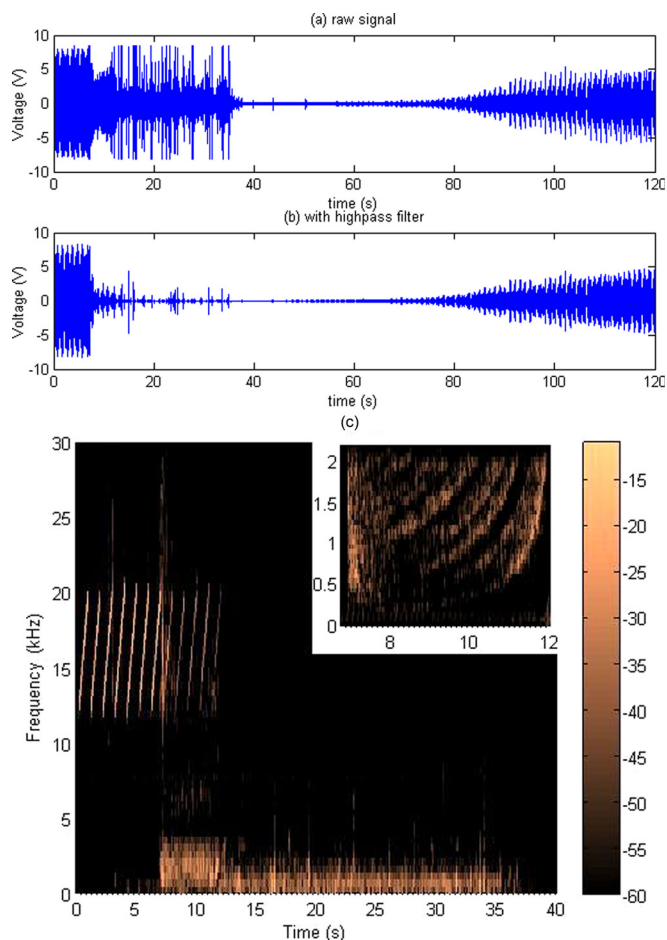 (a) raw signal
10
5
0
-5
-10
Voltage (V)
0 20 40 60 80 100 120
time (s)
(b) with highpass filter
10
5
0
-5
-10
Voltage (V)
0 20 40 60 80 100 120
time (s)
(c)
30
25
20
15
10
5
0
Frequency (kHz)
0 5 10 15 20 25 30 35 40
Time (s)
2
1.5
1
0.5
0
8 10 12
-15
-20
-25
-30
-35
-40
-45
-50
-55
-60